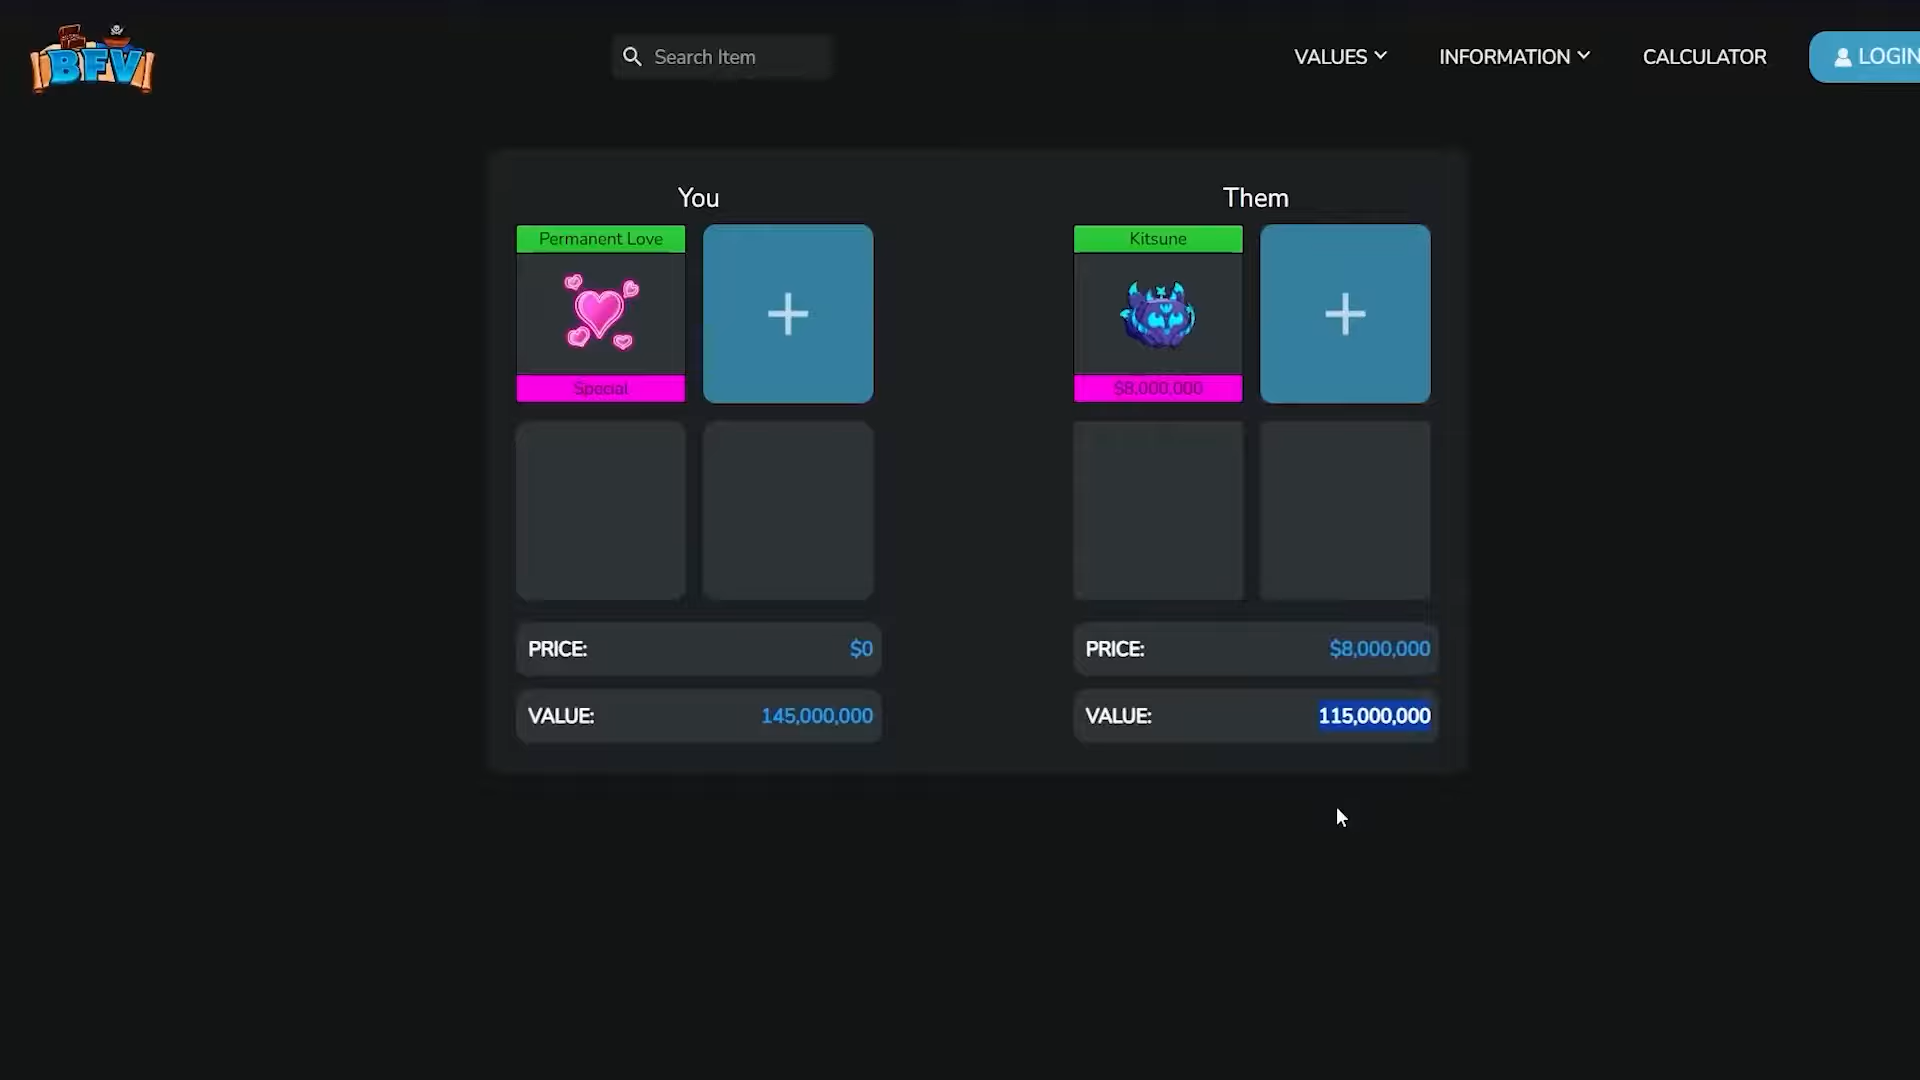 BFV
Search Item
VALUES
INFORMATION
CALCULATOR
LOGIN
You
Them
Permanent Love
Kitsune
Special
$8,000,000
PRICE: $0
PRICE: $8,000,000
VALUE: 145,000,000
VALUE: 115,000,000